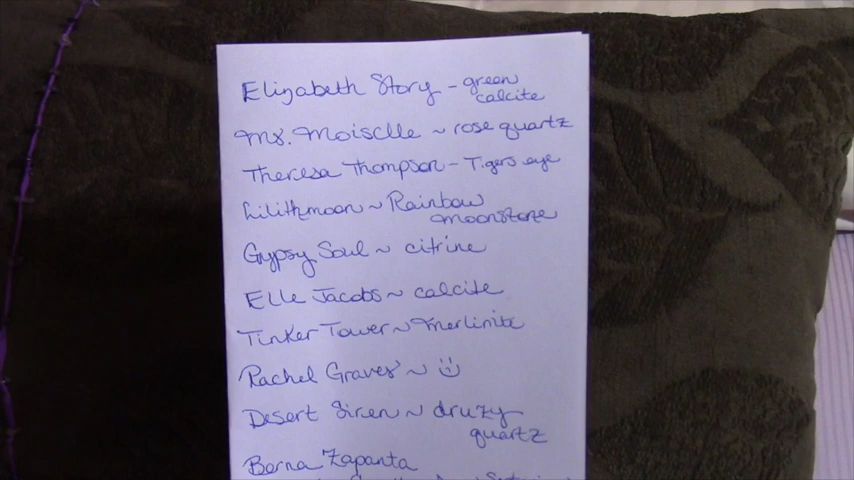 Elizabeth Story - green
calcite
Ms. Moiselle ~ rose quartz
Theresa Thompson - Tigers eye
Lilithmoon ~ Rainbow
moonstone
Gypsy Soul ~ citrine
Elle Jacobs ~ calcite
Tinker Tower ~ Merlinite
Rachel Graves ~ :)
Desert Siren ~ druzy
quartz
Berna Zapanta